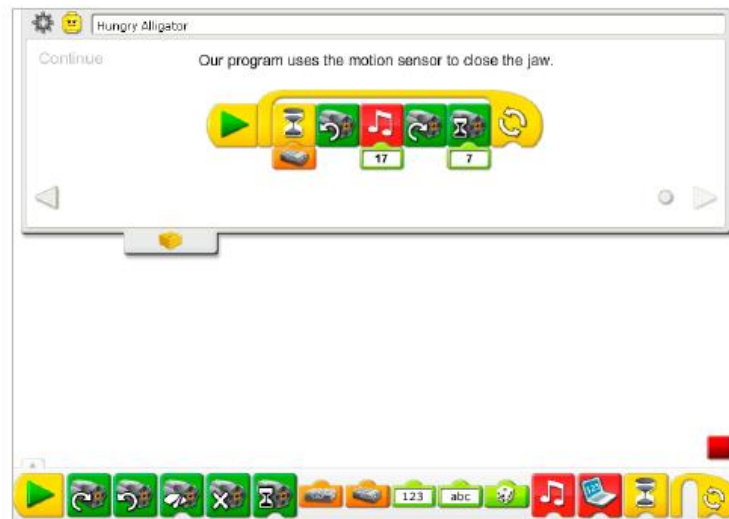 Hungry Alligator
Continue
Our program uses the motion sensor to close the jaw.
17
7
123
abc